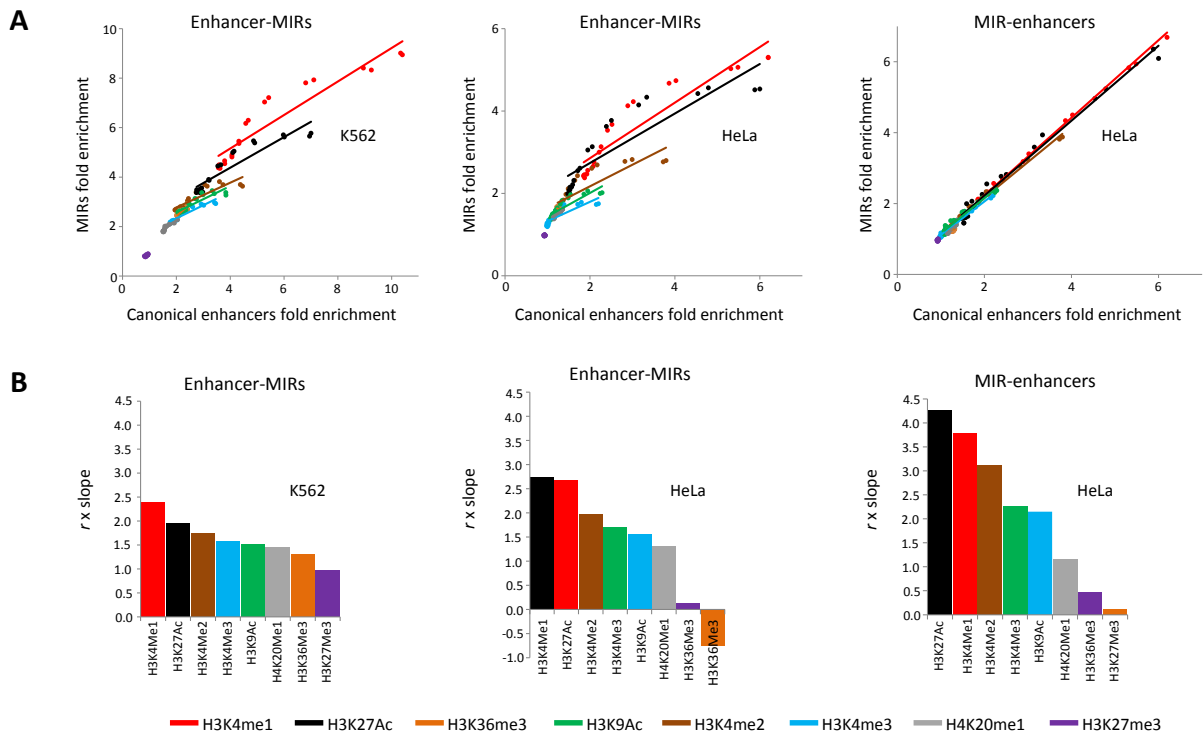 A
Enhancer-MIRs
MIRs fold enrichment
10
8
6
4
2
0
0 2 4 6 8 10
K562
Canonical enhancers fold enrichment
Enhancer-MIRs
MIRs fold enrichment
6
4
2
0
0 2 4 6
HeLa
Canonical enhancers fold enrichment
MIR-enhancers
MIRs fold enrichment
8
6
4
2
0
0 2 4 6
HeLa
Canonical enhancers fold enrichment
B
Enhancer-MIRs
r x slope
4.5
4.0
3.5
3.0
2.5
2.0
1.5
1.0
0.5
0.0
K562
H3K4Me1
H3K27Ac
H3K4Me2
H3K4Me3
H3K9Ac
H4K20Me1
H3K36Me3
H3K27Me3
Enhancer-MIRs
r x slope
4.5
4.0
3.5
3.0
2.5
2.0
1.5
1.0
0.5
0.0
-0.5
-1.0
HeLa
H3K4Me1
H3K27Ac
H3K4Me2
H3K4Me3
H3K9Ac
H4K20Me1
H3K36Me3
H3K36Me3
MIR-enhancers
r x slope
4.5
4.0
3.5
3.0
2.5
2.0
1.5
1.0
0.5
0.0
HeLa
H3K27Ac
H3K4Me1
H3K4Me2
H3K4Me3
H3K9Ac
H4K20Me1
H3K36Me3
H3K27Me3
H3K4me1 H3K27Ac H3K36me3 H3K9Ac H3K4me2 H3K4me3 H4K20me1 H3K27me3